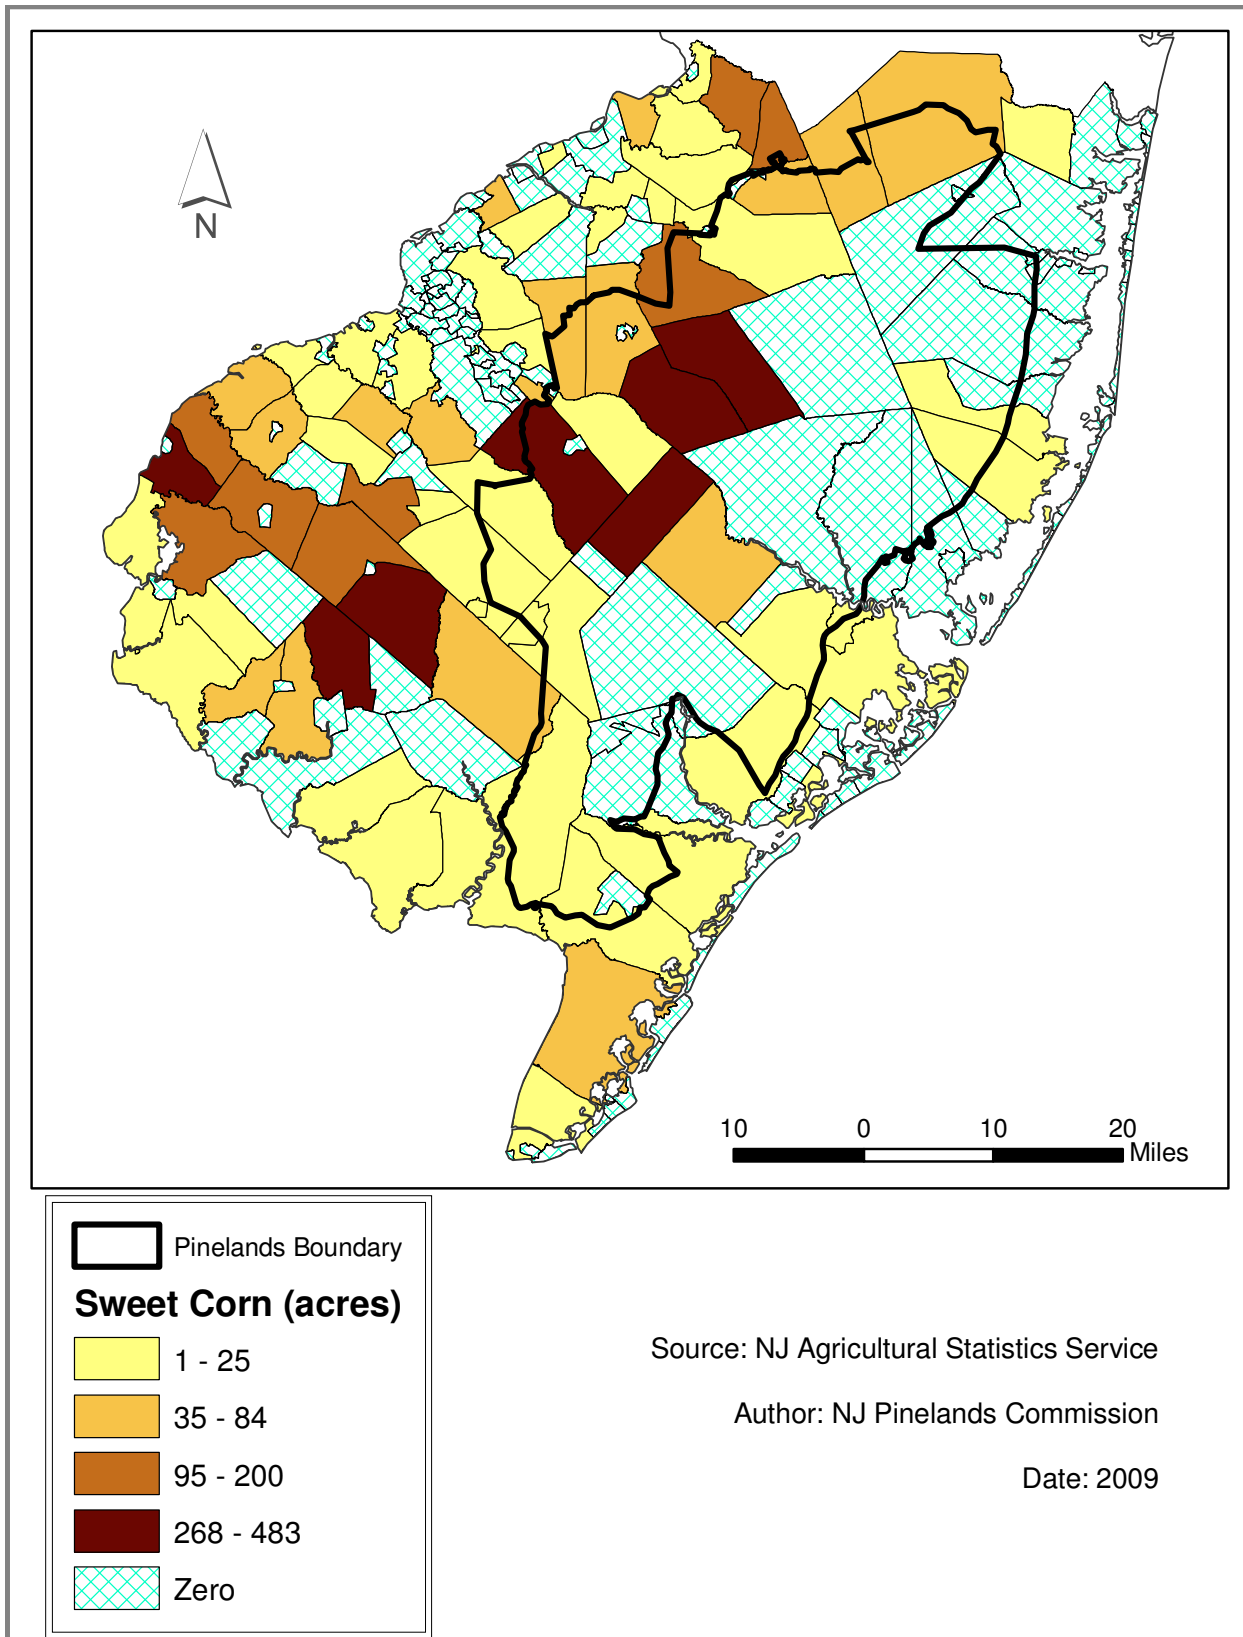 N
10 0 10 20
Miles
Pinelands Boundary
Sweet Corn (acres)
1 - 25
35 - 84
95 - 200
268 - 483
Zero
Source: NJ Agricultural Statistics Service
Author: NJ Pinelands Commission
Date: 2009